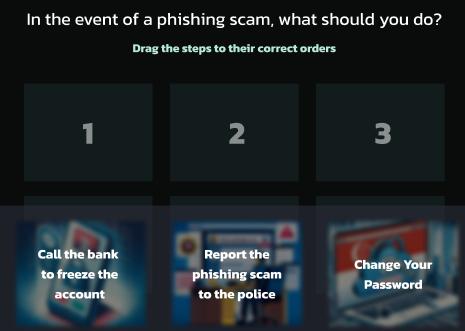 In the event of a phishing scam, what should you do?
Drag the steps to their correct orders
1
2
3
Call the bank
to freeze the
account
Report the
phishing scam
to the police
Change Your
Password